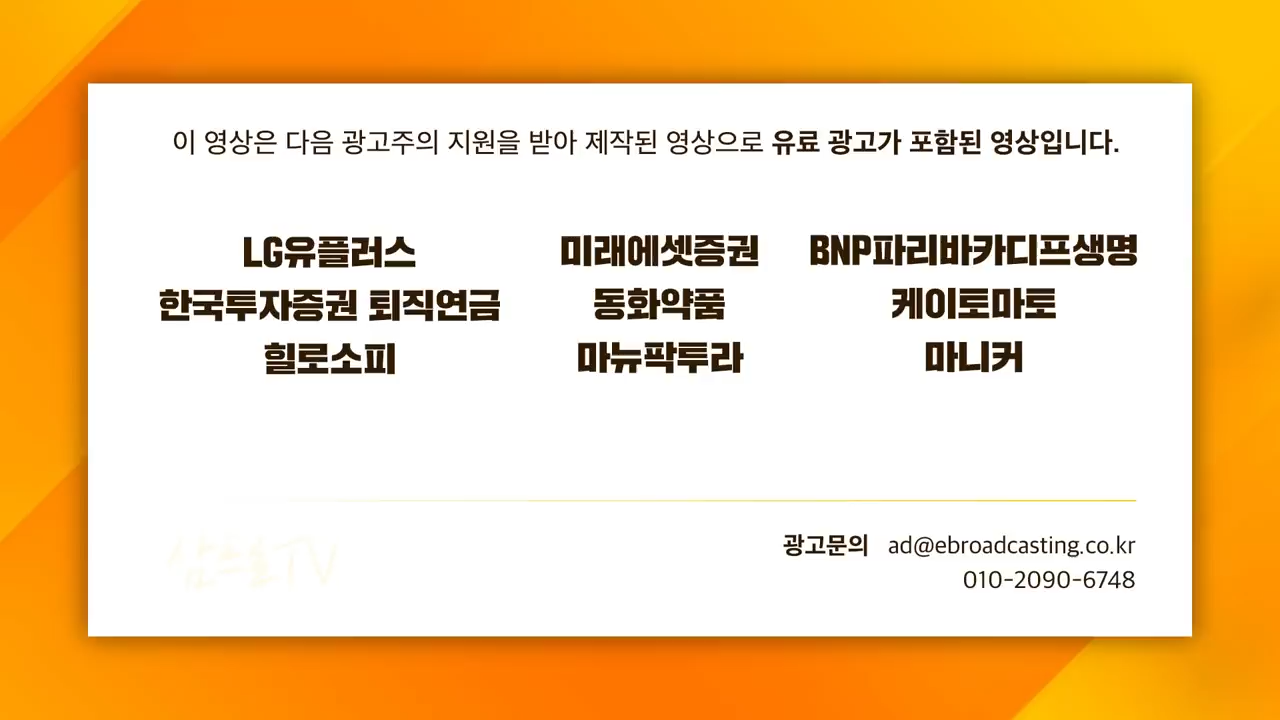 이 영상은 다음 광고주의 지원을 받아 제작된 영상으로 유료 광고가 포함된 영상입니다.
LG유플러스 미래에셋증권 BNP파리바카디프생명
한국투자증권 퇴직연금 동화약품 케이토마토
힐로소피 마뉴팍투라 마니커
삼프로TV
광고문의 ad@ebroadcasting.co.kr
010-2090-6748